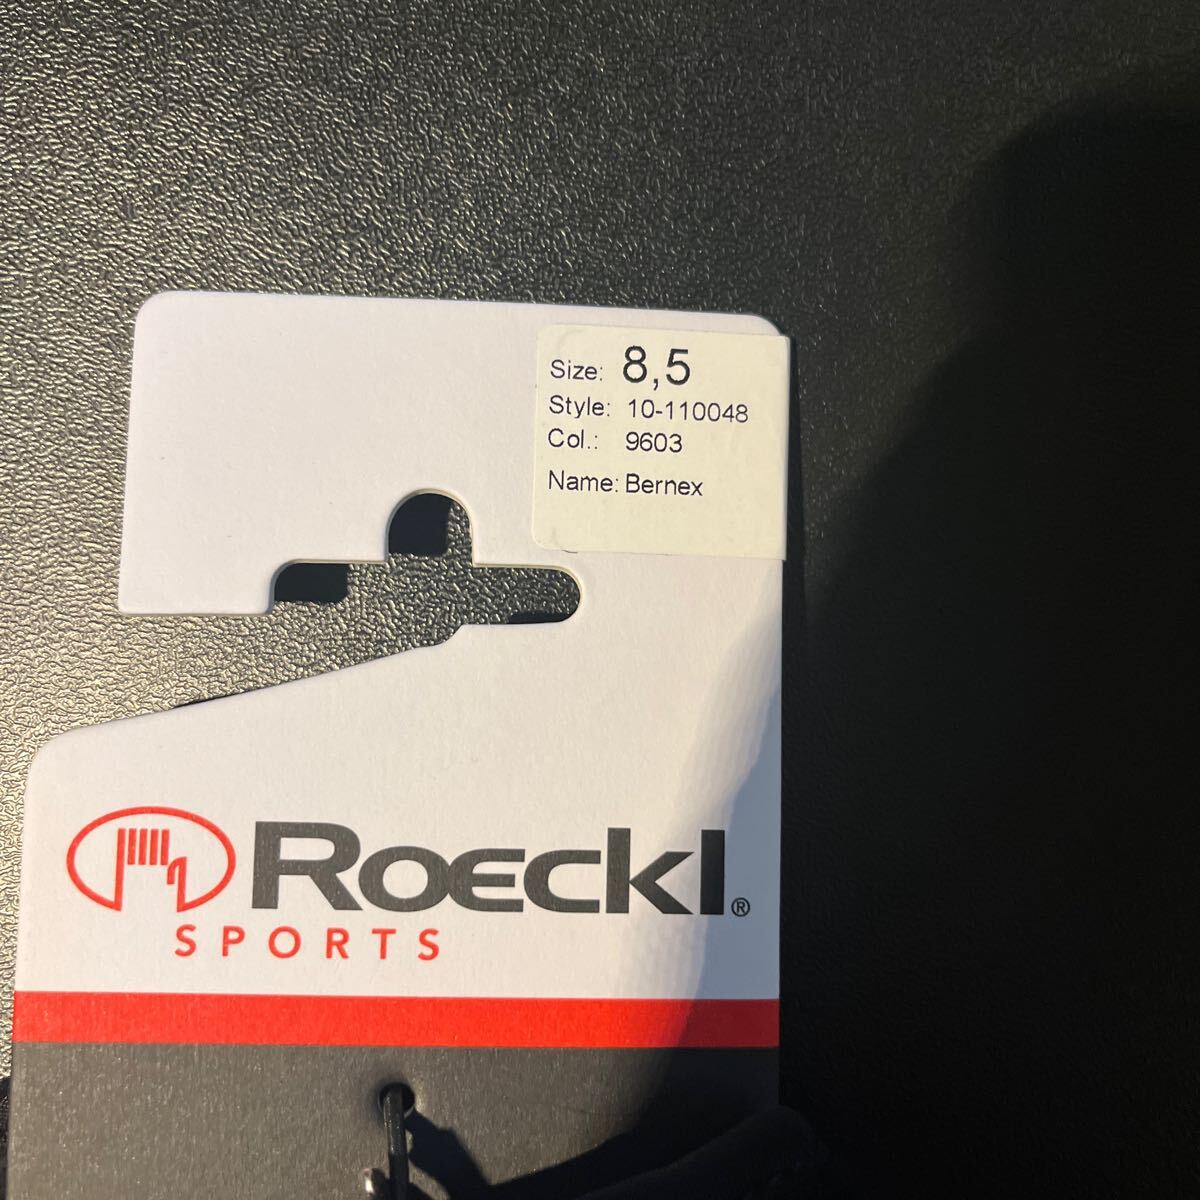 Size: 8,5
Style: 10-110048
Col.: 9603
Name: Bernex
Roeckl®
SPORTS